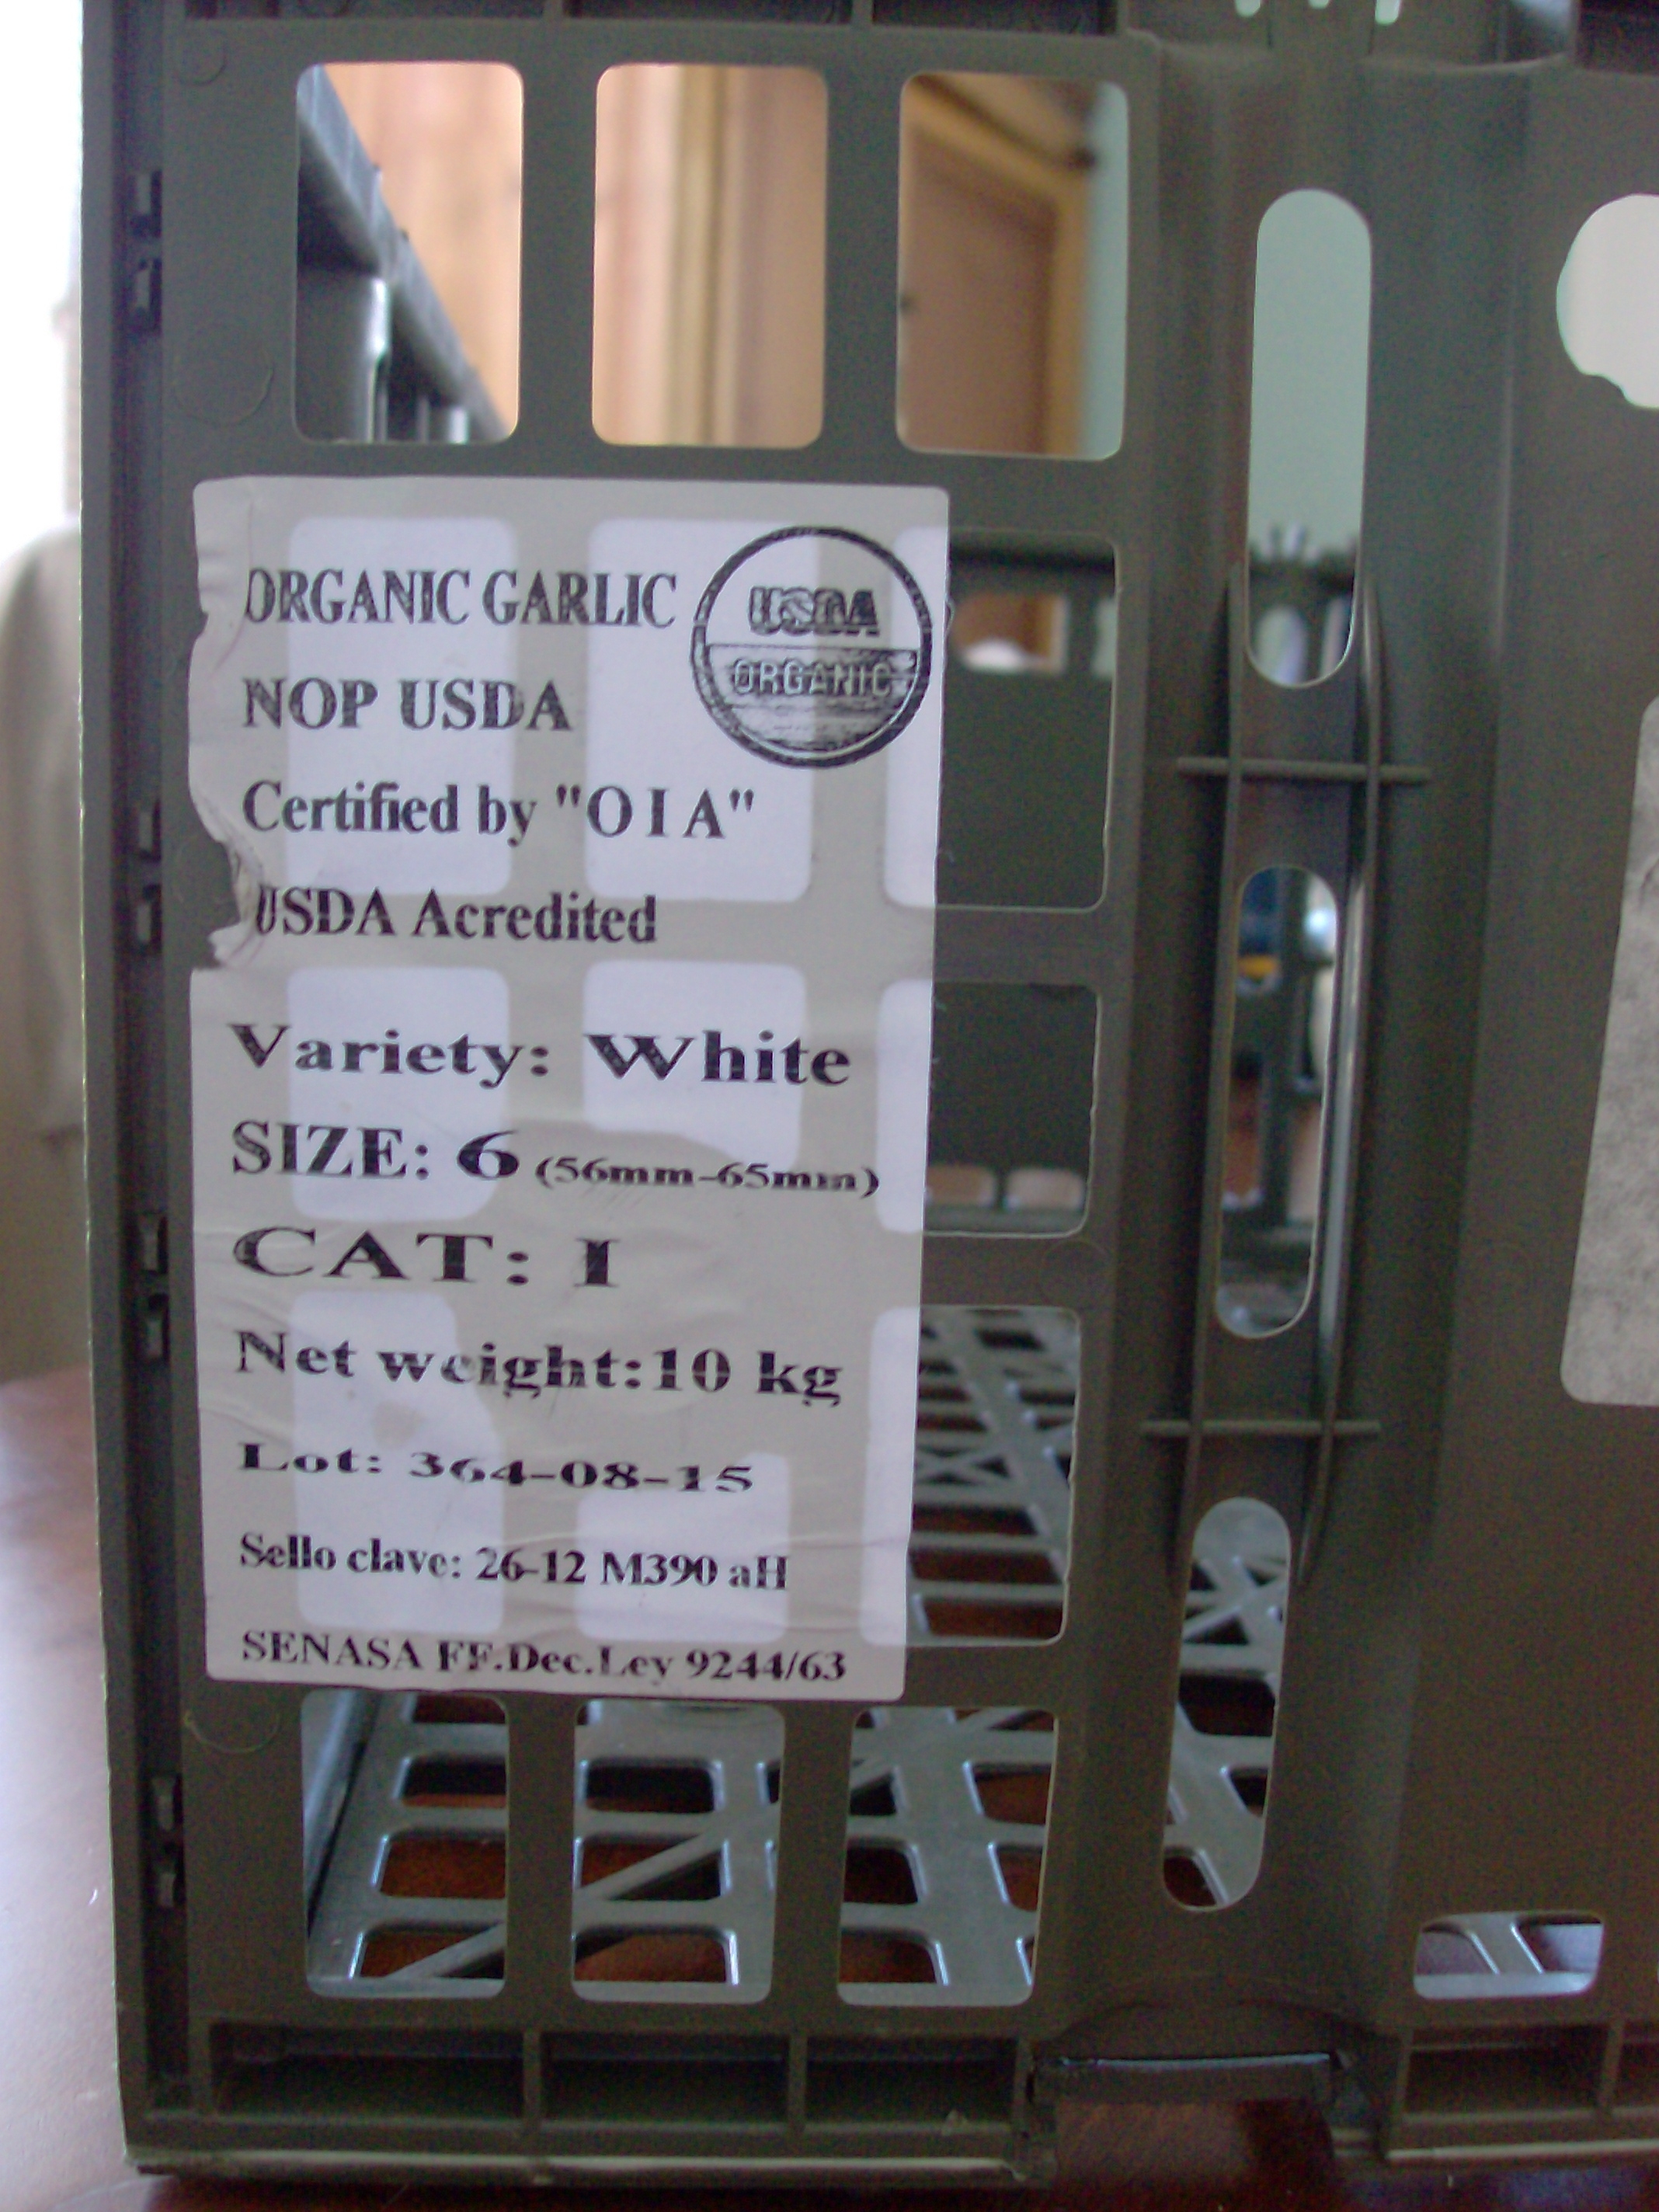 ORGANIC GARLIC
USDA
ORGANIC
NOP USDA
Certified by "O I A"
USDA Acredited
Variety: White
SIZE: 6 (56mm-65mm)
CAT: I
Net weight:10 kg
Lot: 364-08-15
Sello clave: 26-12 M390 aH
SENASA FF.Dec.Ley 9244/63